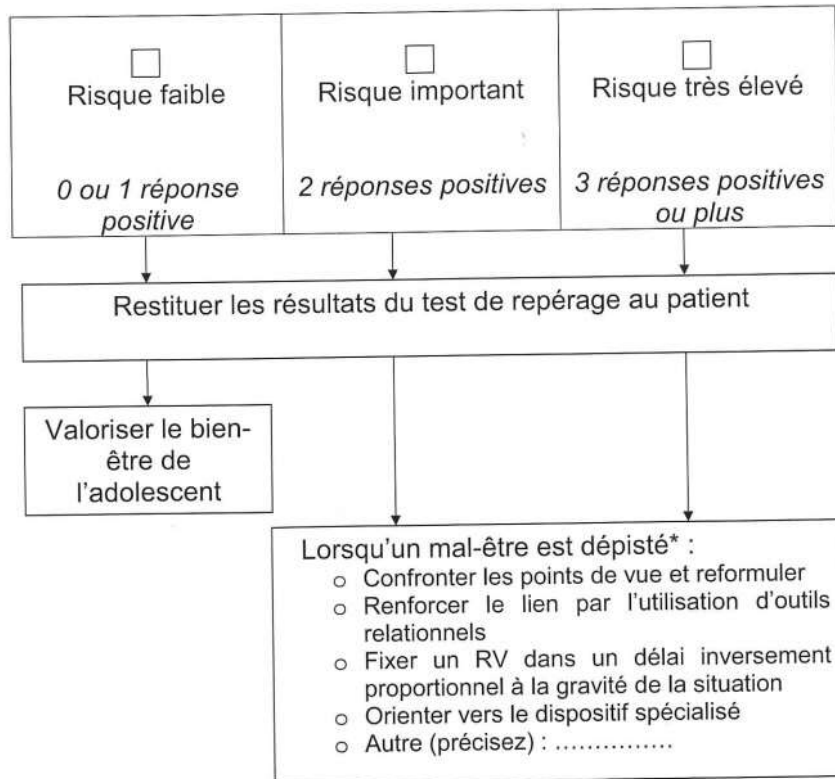 Risque faible
0 ou 1 réponse
positive
Risque important
2 réponses positives
Risque très élevé
3 réponses positives
ou plus
Restituer les résultats du test de repérage au patient
Valoriser le bien-
être de
l'adolescent
Lorsqu'un mal-être est dépisté* :
o Confronter les points de vue et reformuler
o Renforcer le lien par l'utilisation d'outils
relationnels
o Fixer un RV dans un délai inversement
proportionnel à la gravité de la situation
o Orienter vers le dispositif spécialisé
o Autre (précisez) : ……………